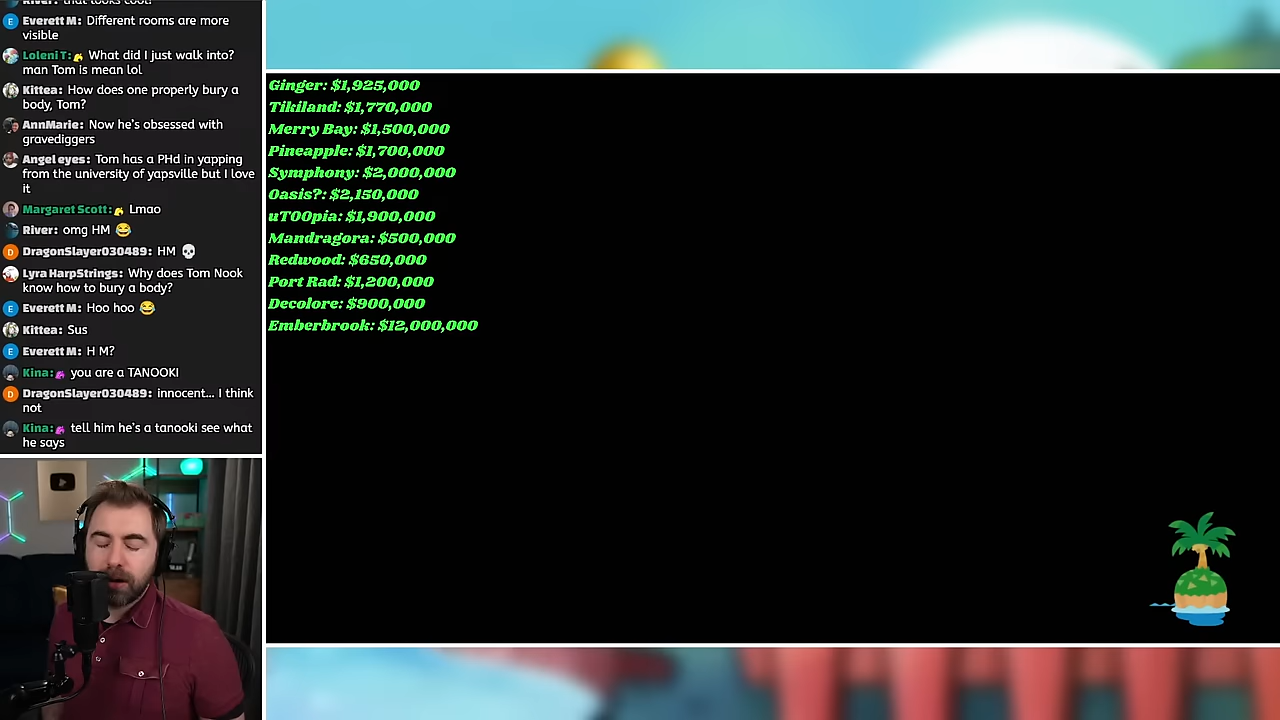 River: that looks cool!
Everett M: Different rooms are more
visible
Loleni T: What did I just walk into?
man Tom is mean lol
Kittea: How does one properly bury a
body, Tom?
AnnMarie: Now he's obsessed with
gravediggers
Angel eyes: Tom has a PHd in yapping
from the university of yapsville but I love
it
Margaret Scott: Lmao
River: omg HM 😂
DragonSlayer030489: HM 💀
Lyra HarpStrings: Why does Tom Nook
know how to bury a body?
Everett M: Hoo hoo 😂
Kittea: Sus
Everett M: H M?
Kina: you are a TANOOKI
DragonSlayer030489: innocent... I think
not
Kina: tell him he's a tanooki see what
he says
Ginger: $1,925,000
Tikiland: $1,770,000
Merry Bay: $1,500,000
Pineapple: $1,700,000
Symphony: $2,000,000
Oasis?: $2,150,000
uTOOpia: $1,900,000
Mandragora: $500,000
Redwood: $650,000
Port Rad: $1,200,000
Decolore: $900,000
Emberbrook: $12,000,000